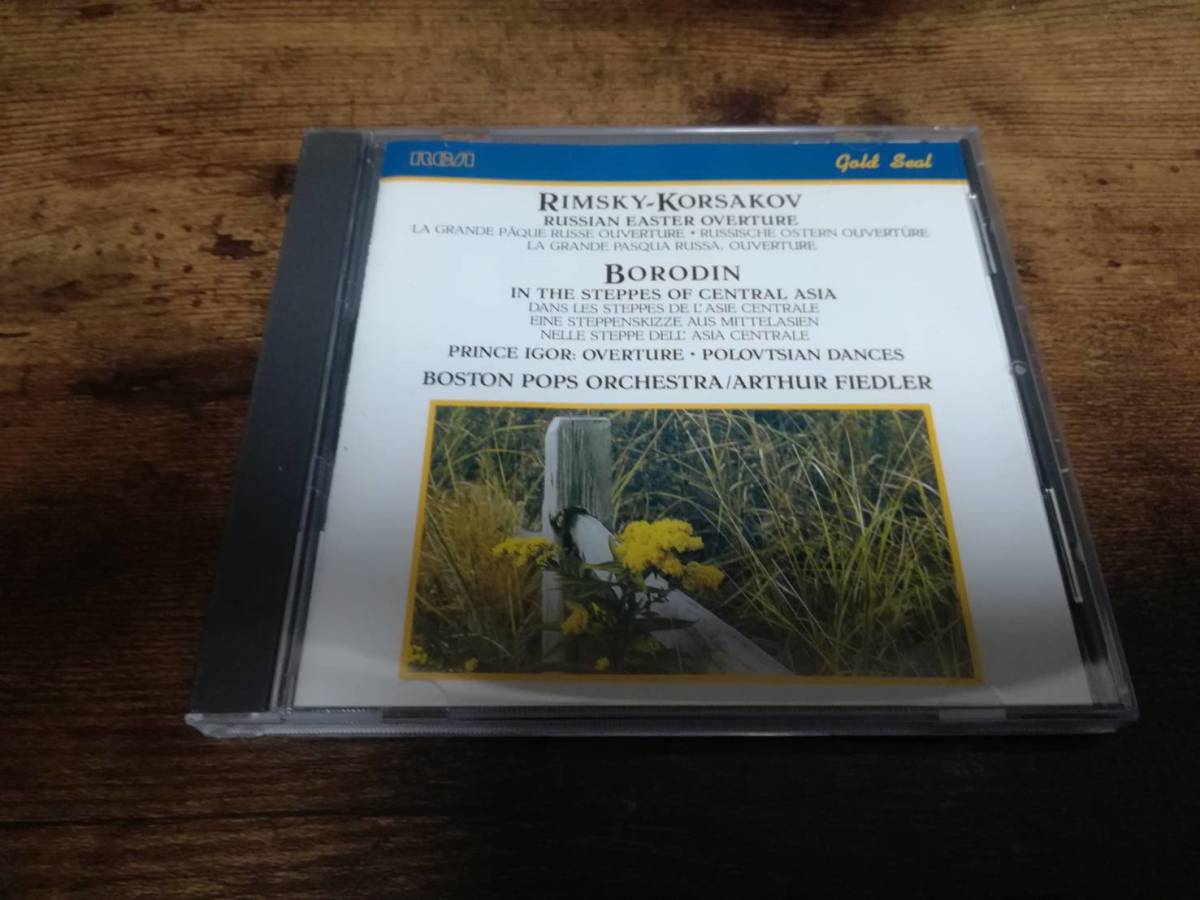 RCA Gold Seal
RIMSKY-KORSAKOV
RUSSIAN EASTER OVERTURE
LA GRANDE PÂQUE RUSSE OUVERTURE • RUSSISCHE OSTERN OUVERTÜRE
LA GRANDE PASQUA RUSSA, OUVERTURE
BORODIN
IN THE STEPPES OF CENTRAL ASIA
DANS LES STEPPES DE L'ASIE CENTRALE
EINE STEPPENSKIZZE AUS MITTELASIEN
NELLE STEPPE DELL' ASIA CENTRALE
PRINCE IGOR: OVERTURE • POLOVTSIAN DANCES
BOSTON POPS ORCHESTRA/ARTHUR FIEDLER